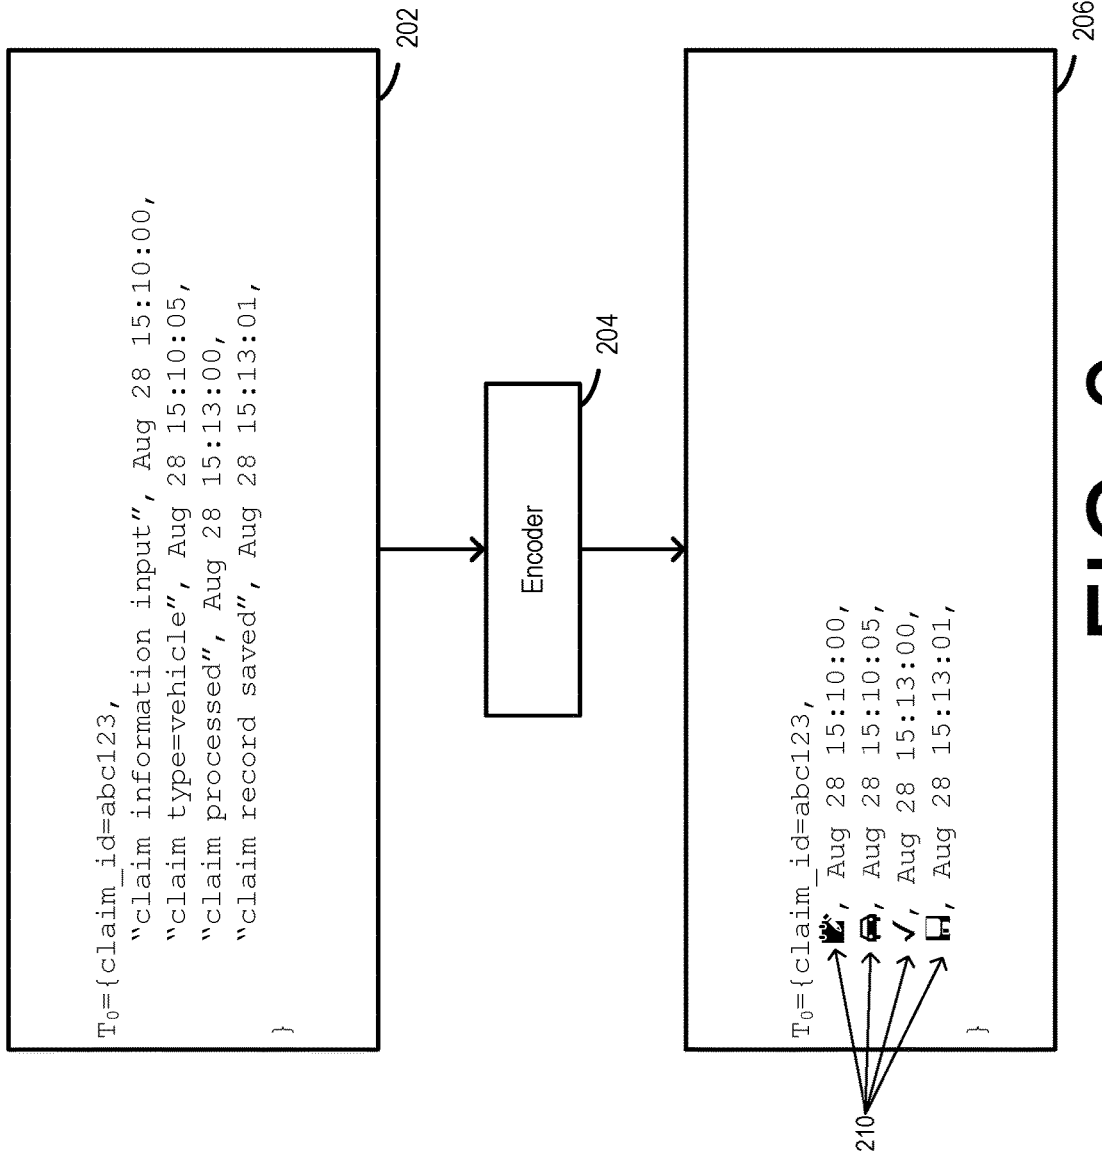 202
T₀={claim_id=abc123,
“claim information input”, Aug 28 15:10:00,
“claim type=vehicle”, Aug 28 15:10:05,
“claim processed”, Aug 28 15:13:00,
“claim record saved”, Aug 28 15:13:01,
}
Encoder
204
206
T₀={claim_id=abc123,
, Aug 28 15:10:00,
, Aug 28 15:10:05,
✓, Aug 28 15:13:00,
, Aug 28 15:13:01,
}
210